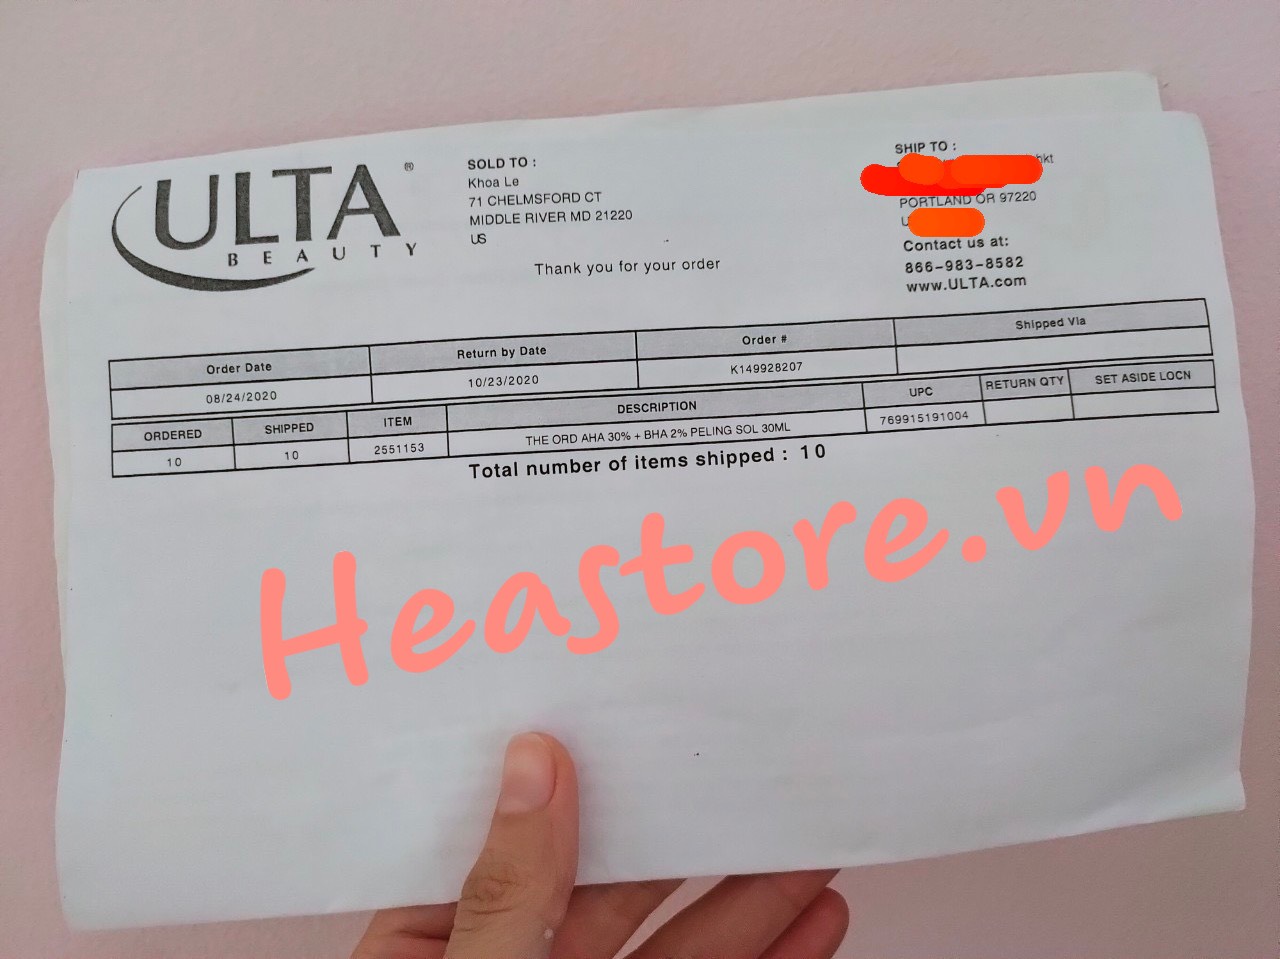 ULTA®
BEAUTY
SOLD TO :
Khoa Le
71 CHELMSFORD CT
MIDDLE RIVER MD 21220
US
Thank you for your order
SHIP TO :
PORTLAND OR 97220
Contact us at:
866-983-8582
www.ULTA.com
Order Date Return by Date Order # Shipped Via
08/24/2020 10/23/2020 K149928207
ORDERED SHIPPED ITEM DESCRIPTION UPC RETURN QTY SET ASIDE LOCN
10 10 2551153 THE ORD AHA 30% + BHA 2% PELING SOL 30ML 769915191004
Total number of items shipped : 10
Heastore.vn